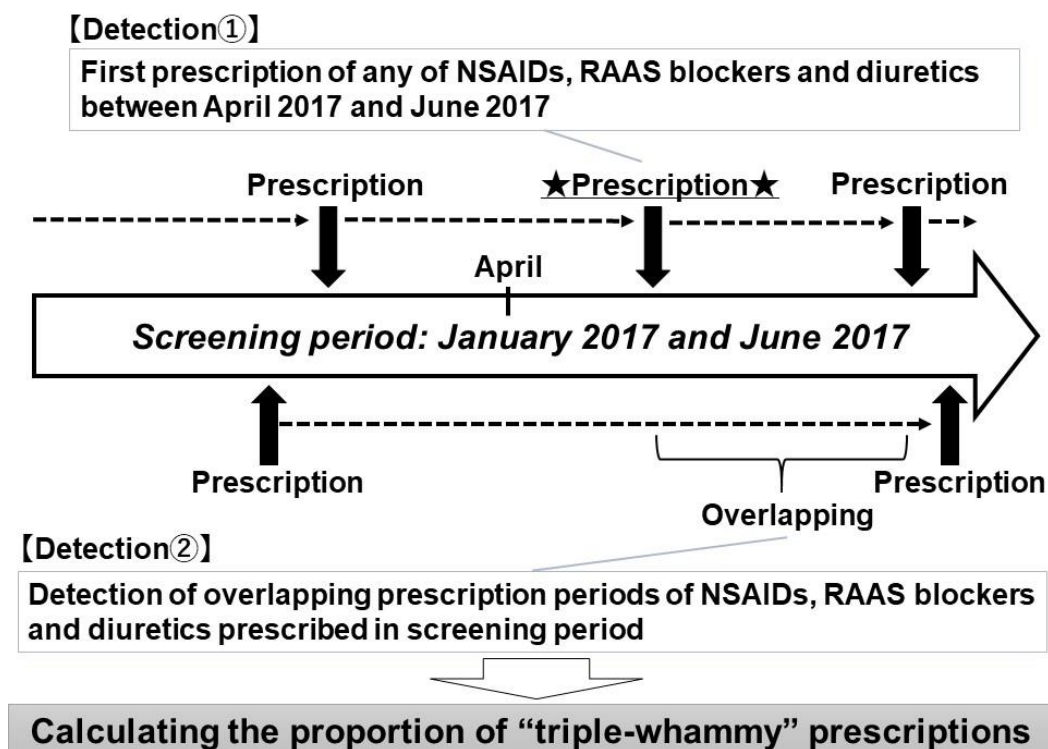 【Detection①】
First prescription of any of NSAIDs, RAAS blockers and diuretics
between April 2017 and June 2017
Prescription
★Prescription★
Prescription
April
Screening period: January 2017 and June 2017
Prescription
Prescription
Overlapping
【Detection②】
Detection of overlapping prescription periods of NSAIDs, RAAS blockers
and diuretics prescribed in screening period
Calculating the proportion of “triple-whammy” prescriptions